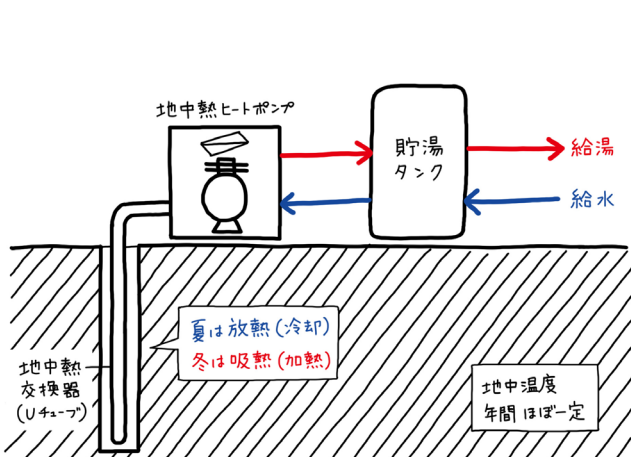 地中熱ヒートポンプ
貯湯
タンク
給湯
給水
夏は放熱(冷却)
冬は吸熱(加熱)
地中熱
交換器
(Uチューブ)
地中温度
年間ほぼ一定